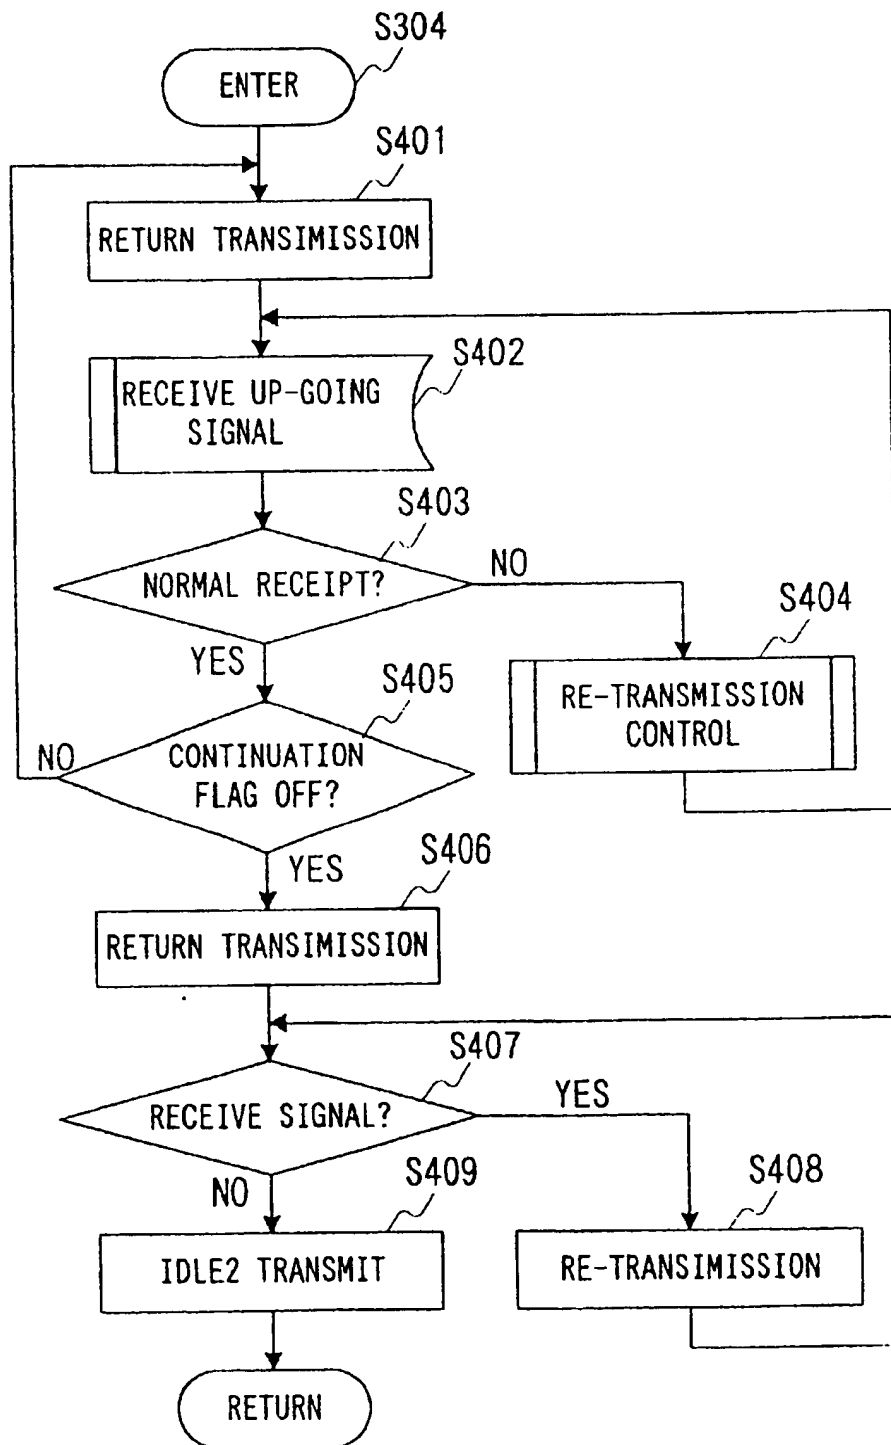 S304
ENTER
S401
RETURN TRANSIMISSION
S402
RECEIVE UP-GOING
SIGNAL
S403
NORMAL RECEIPT?
NO
YES
S404
RE-TRANSMISSION
CONTROL
S405
NO
CONTINUATION
FLAG OFF?
YES
S406
RETURN TRANSIMISSION
S407
RECEIVE SIGNAL?
YES
NO
S409
S408
IDLE2 TRANSMIT
RE-TRANSIMISSION
RETURN